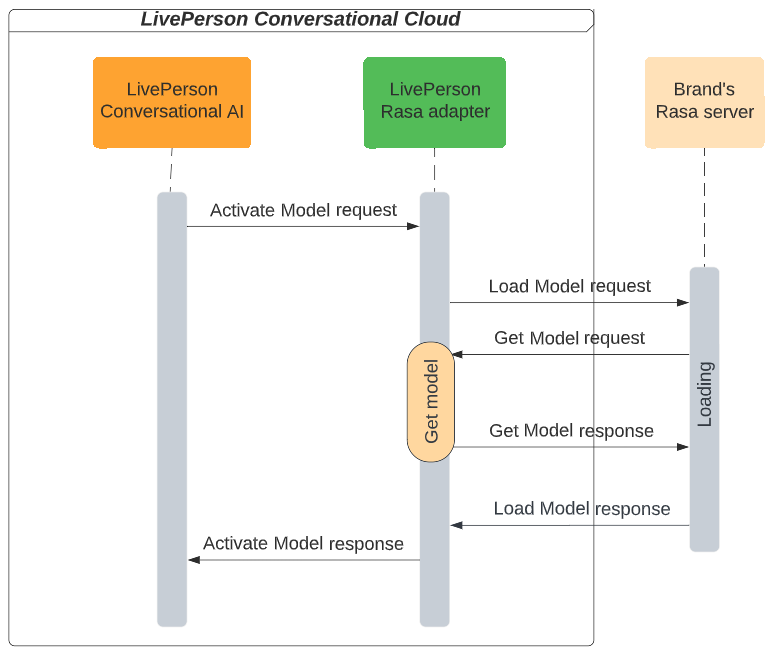 LivePerson Conversational Cloud
LivePerson
Conversational AI
LivePerson
Rasa adapter
Brand's
Rasa server
Activate Model request
Load Model request
Get Model request
Get model
Loading
Get Model response
Load Model response
Activate Model response